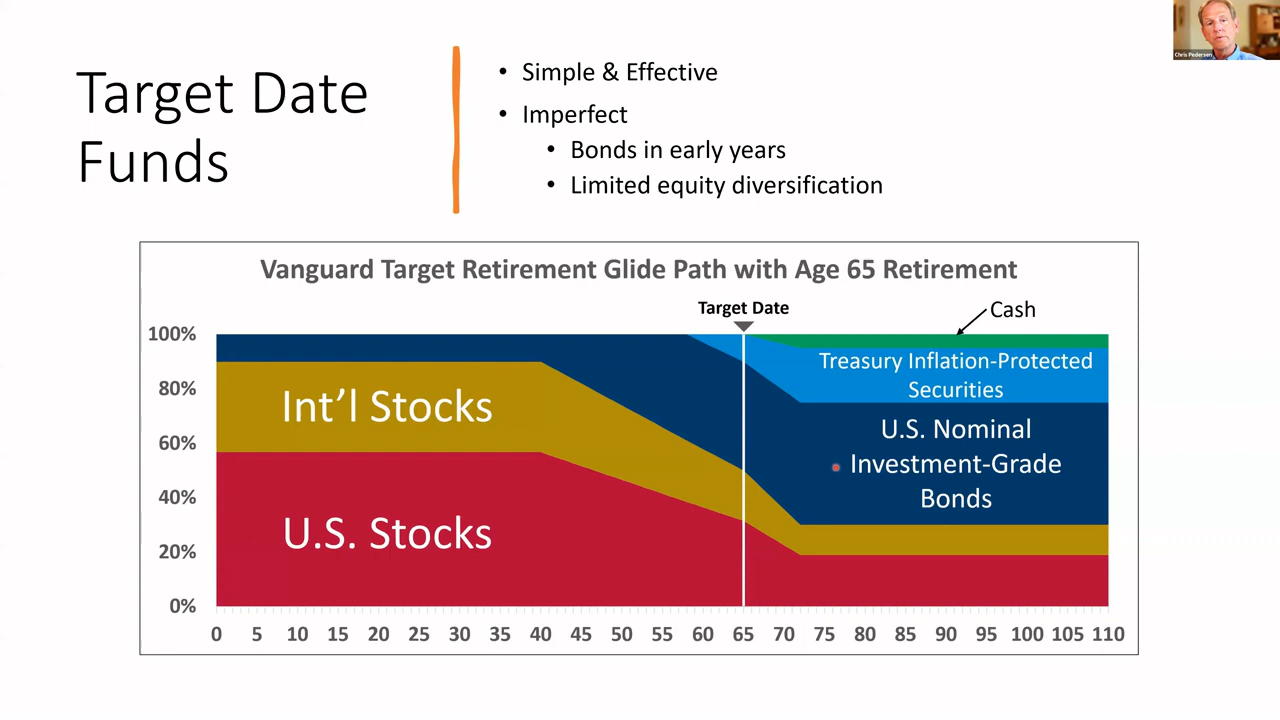 Target Date
Funds
• Simple & Effective
• Imperfect
• Bonds in early years
• Limited equity diversification
Chris Pedersen
Vanguard Target Retirement Glide Path with Age 65 Retirement
Target Date
Cash
100%
80%
60%
40%
20%
0%
Int’l Stocks
U.S. Stocks
Treasury Inflation-Protected
Securities
U.S. Nominal
Investment-Grade
Bonds
0 5 10 15 20 25 30 35 40 45 50 55 60 65 70 75 80 85 90 95 100 105 110